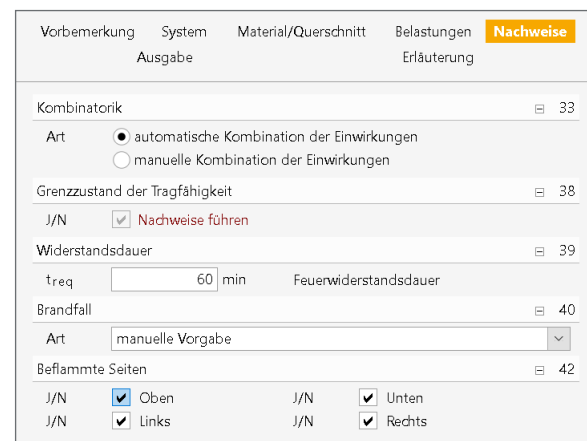 Vorbemerkung System Material/Querschnitt Belastungen Nachweise
Ausgabe Erläuterung
Kombinatorik 33
Art automatische Kombination der Einwirkungen
manuelle Kombination der Einwirkungen
Grenzzustand der Tragfähigkeit 38
J/N Nachweise führen
Widerstandsdauer 39
treq 60 min Feuerwiderstandsdauer
Brandfall 40
Art manuelle Vorgabe
Beflammte Seiten 42
J/N Oben J/N Unten
J/N Links J/N Rechts